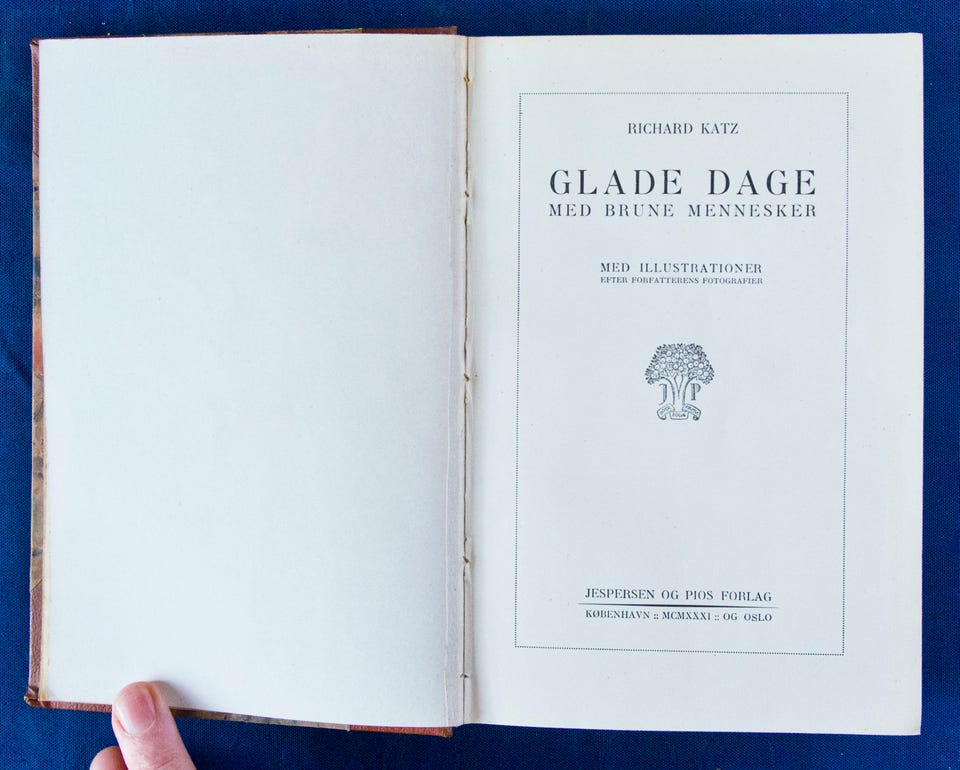 RICHARD KATZ
GLADE DAGE
MED BRUNE MENNESKER
MED ILLUSTRATIONER
EFTER FORFATTERENS FOTOGRAFIER
J P
JESPERSEN OG PIOS FORLAG
KØBENHAVN :: MCMXXXI :: OG OSLO